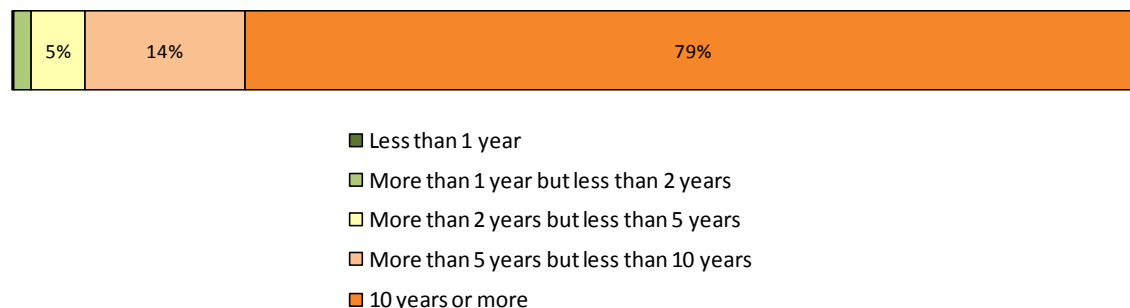 5% 14% 79%
Less than 1 year
More than 1 year but less than 2 years
More than 2 years but less than 5 years
More than 5 years but less than 10 years
10 years or more